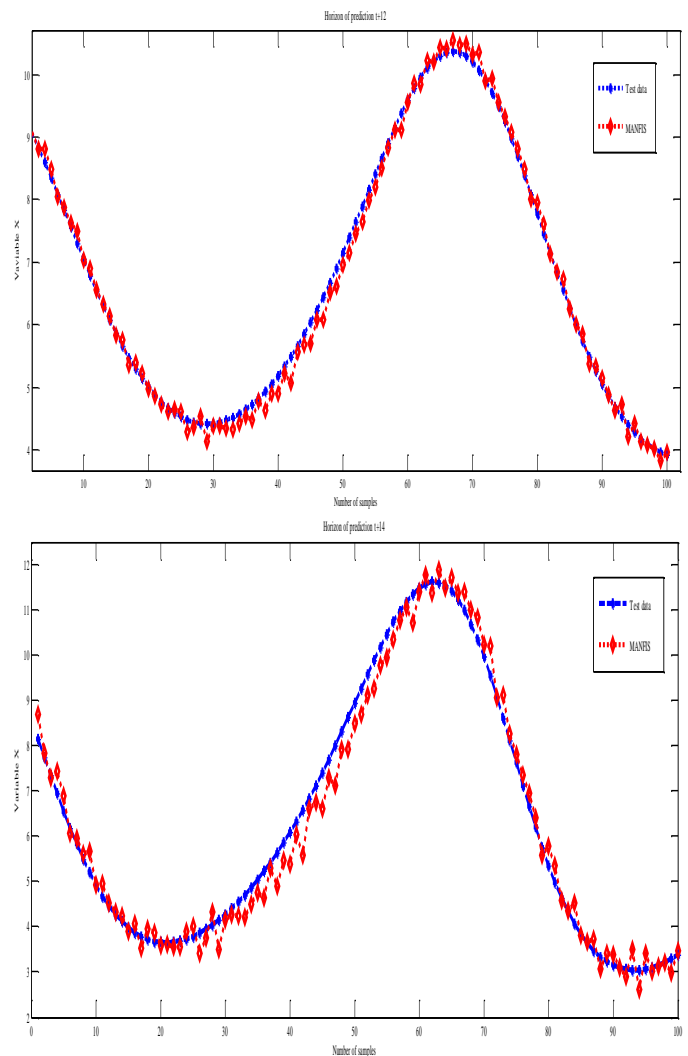 Horizon of prediction t+12
10
9
8
7
6
5
4
Vaviable X
Test data
MANFIS
10 20 30 40 50 60 70 80 90 100
Number of samples
Horizon of prediction t+14
12
11
10
9
8
7
6
5
4
3
2
Variable X
Test data
MANFIS
0 10 20 30 40 50 60 70 80 90 100
Number of samples